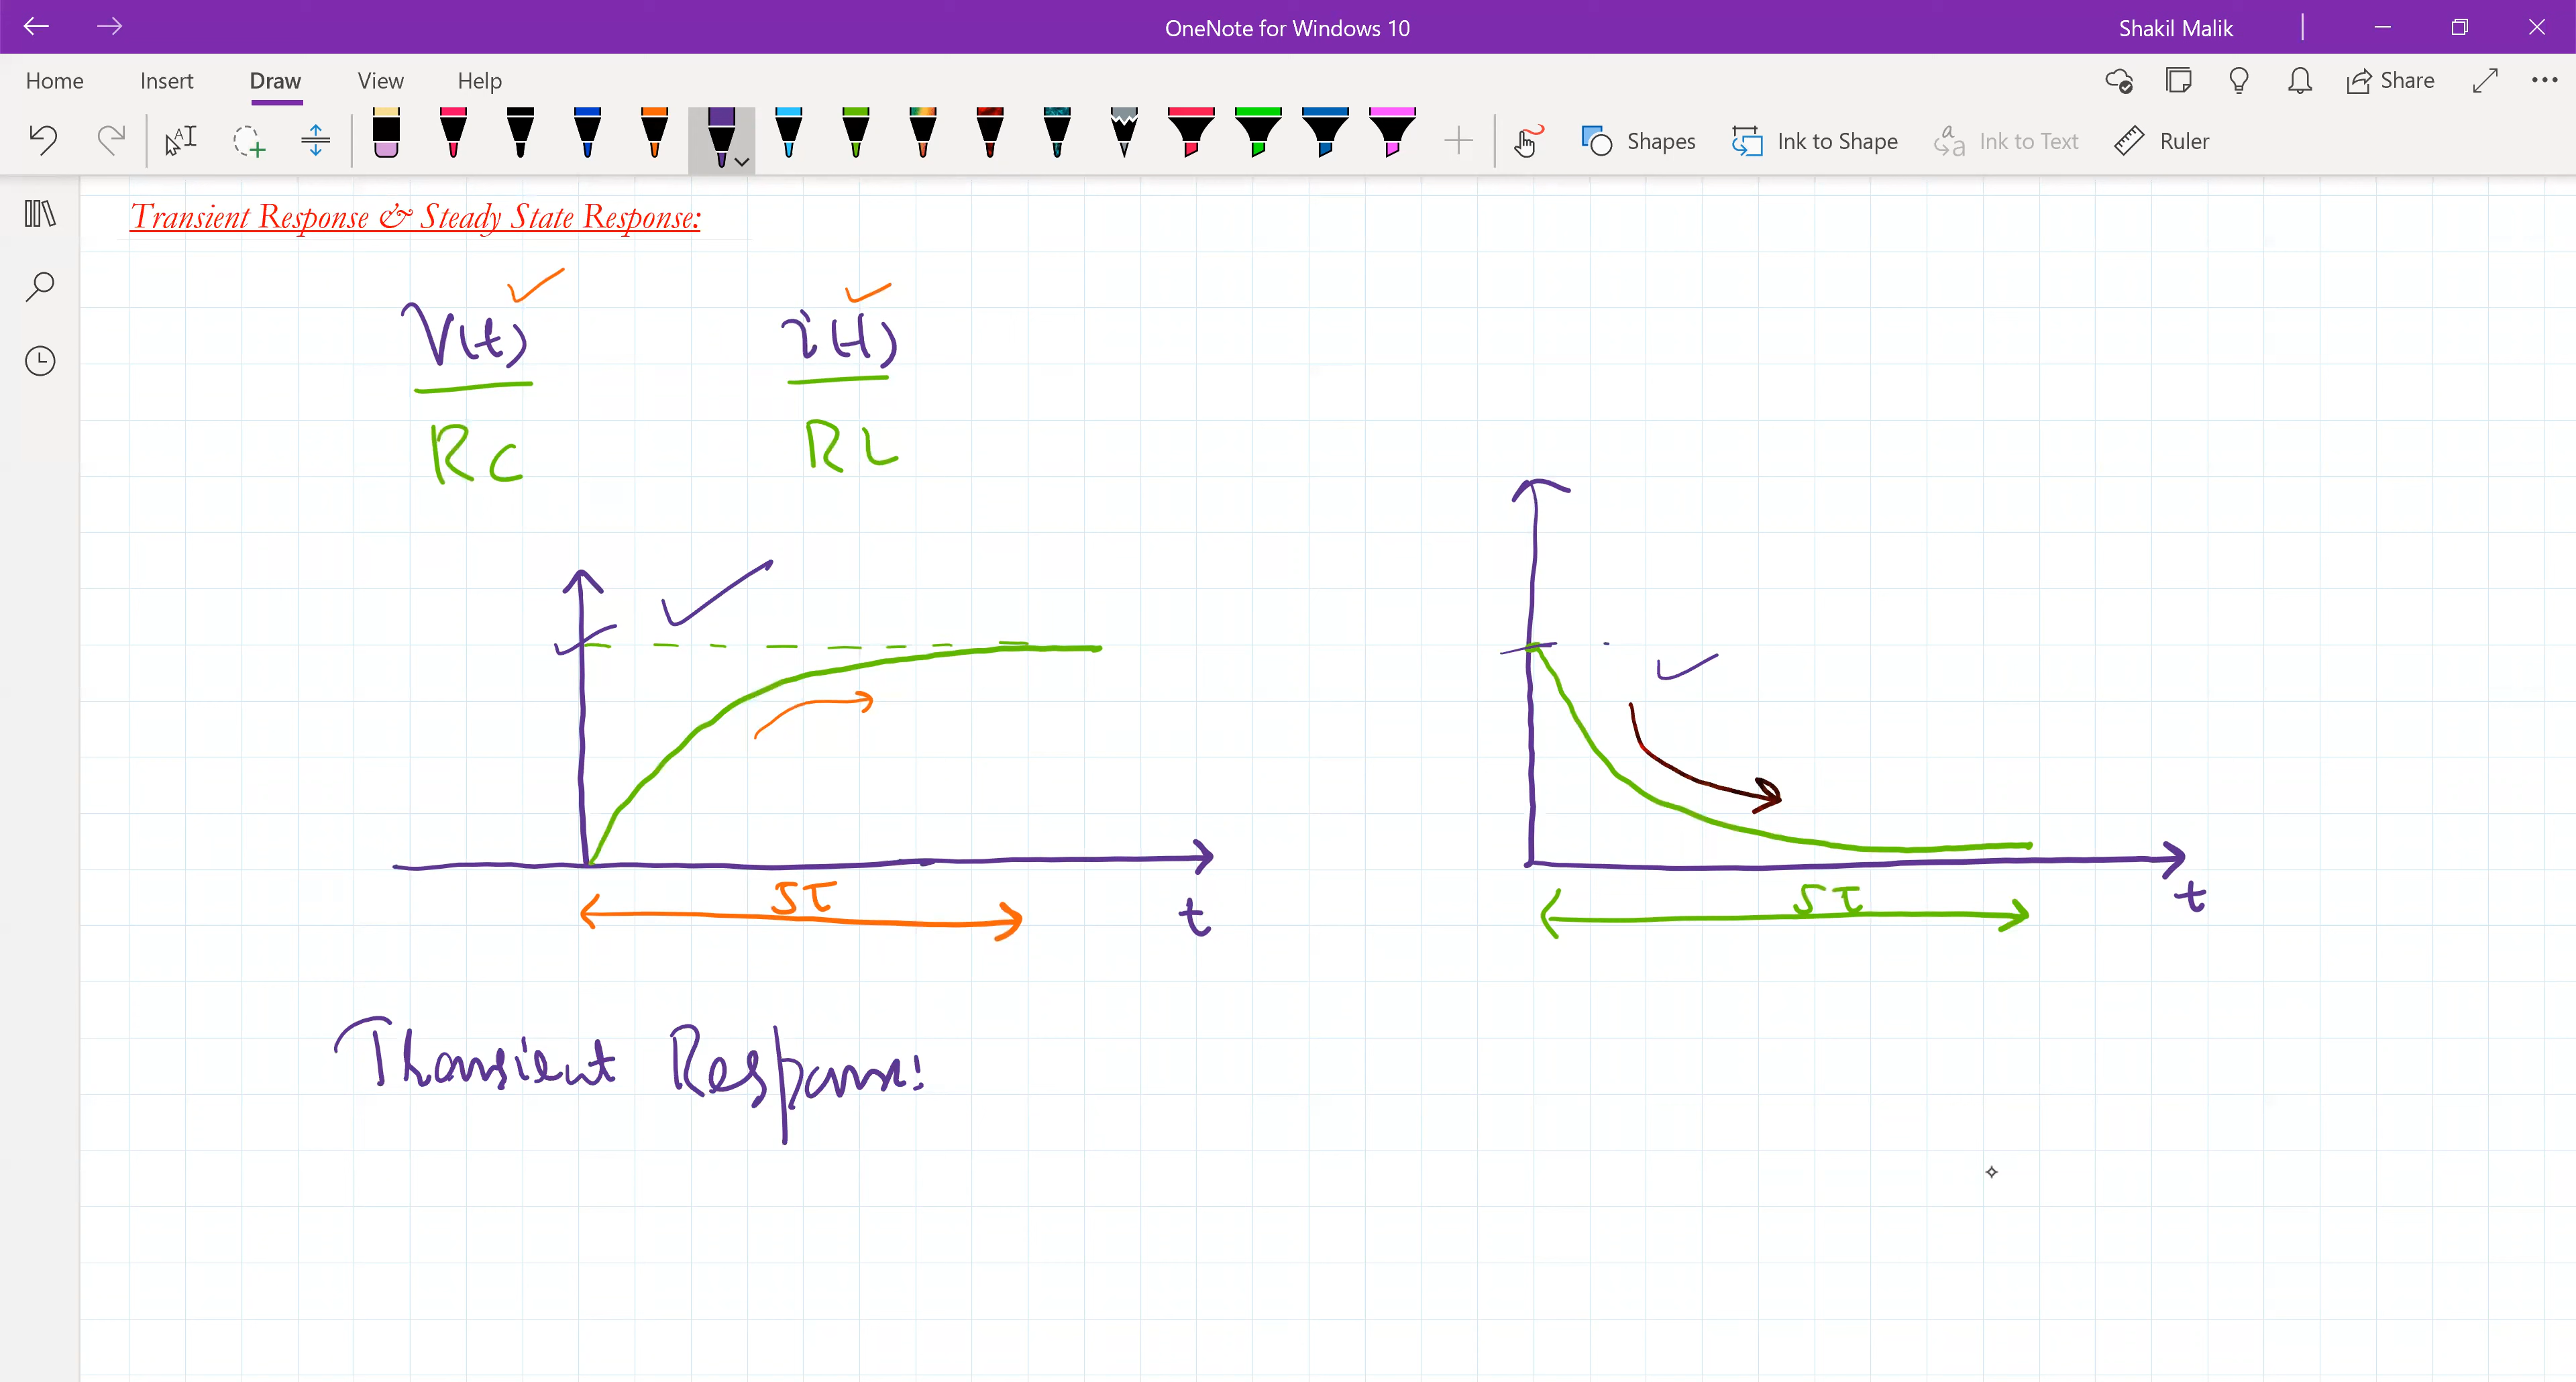 OneNote for Windows 10
Shakil Malik
Home Insert Draw View Help
Share
Shapes Ink to Shape Ink to Text Ruler
Transient Response & Steady State Response:
V(t) i(t)
RC RL
5τ t
5τ t
Transient Response: